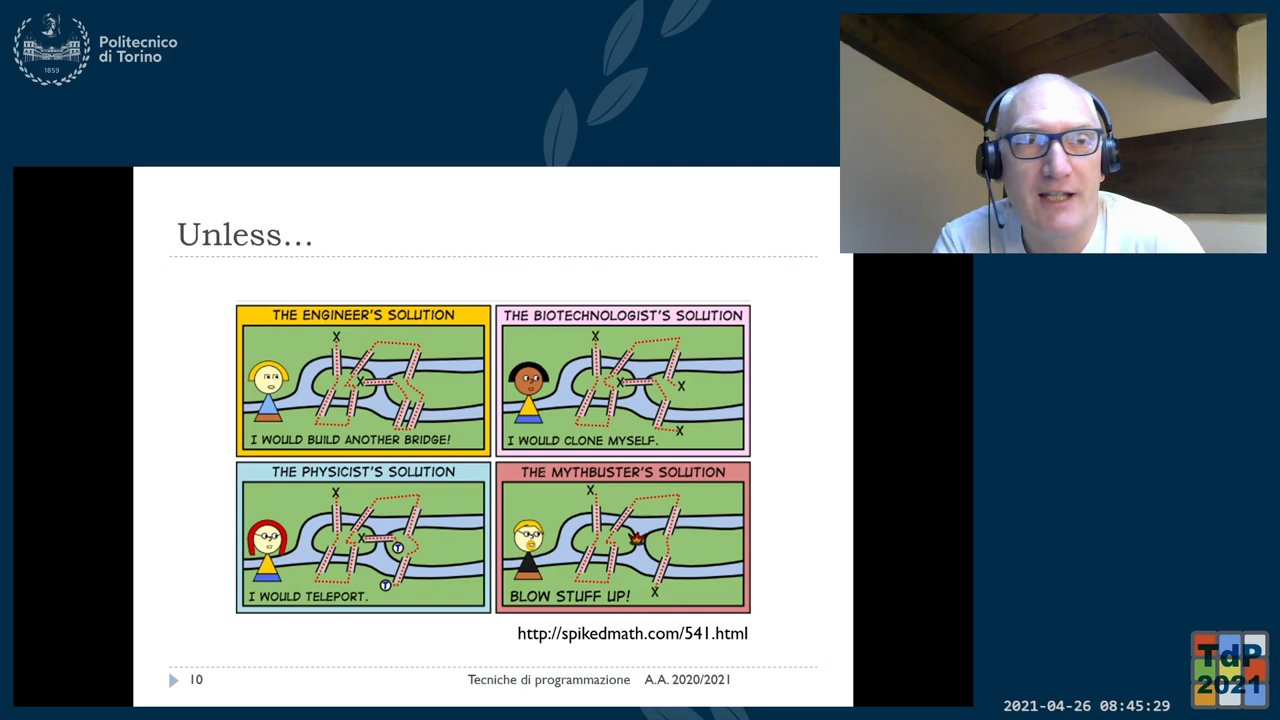 Politecnico
di Torino
1859
Unless...
THE ENGINEER'S SOLUTION
X
X
I WOULD BUILD ANOTHER BRIDGE!
THE BIOTECHNOLOGIST'S SOLUTION
X
X
X
X
I WOULD CLONE MYSELF.
THE PHYSICIST'S SOLUTION
X
X
T
T
I WOULD TELEPORT.
THE MYTHBUSTER'S SOLUTION
X
X
BLOW STUFF UP!
http://spikedmath.com/541.html
10
Tecniche di programmazione A.A. 2020/2021
TdP
2021
2021-04-26 08:45:29